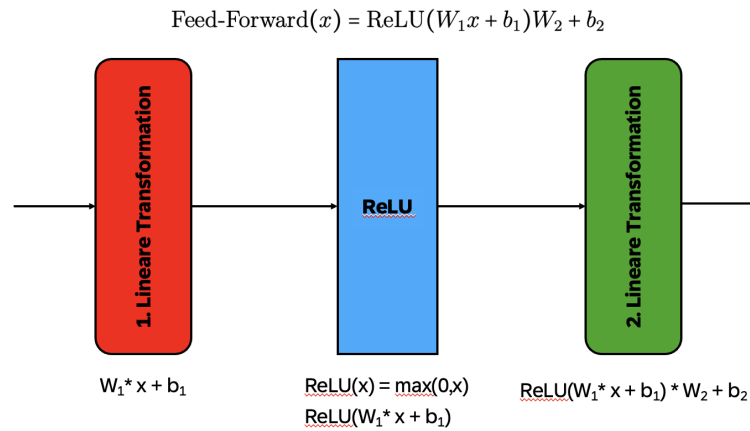 Feed-Forward(x) = ReLU(W₁x + b₁)W₂ + b₂
1. Lineare Transformation
ReLU
2. Lineare Transformation
W₁* x + b₁
ReLU(x) = max(0,x)
ReLU(W₁* x + b₁)
ReLU(W₁* x + b₁) * W₂ + b₂